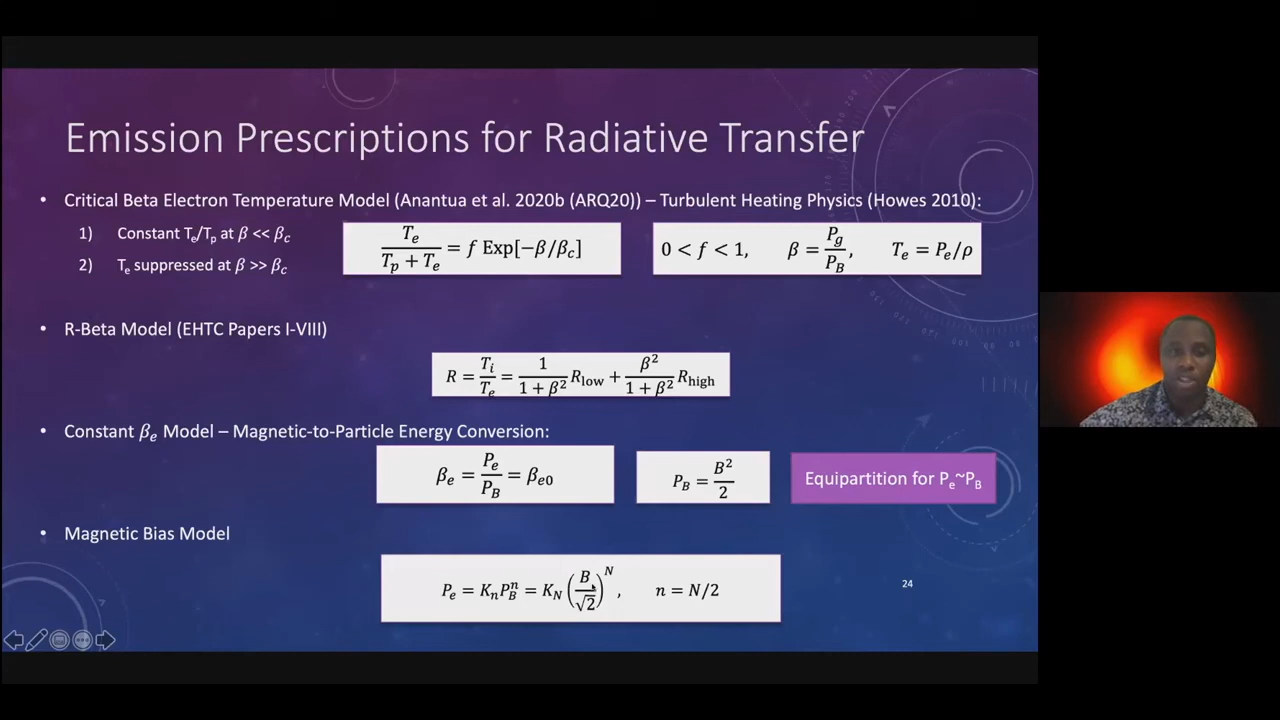 Emission Prescriptions for Radiative Transfer
• Critical Beta Electron Temperature Model (Anantua et al. 2020b (ARQ20)) – Turbulent Heating Physics (Howes 2010):
1) Constant Tₑ/Tₚ at β << β_c
2) Tₑ suppressed at β >> β_c
T_e/(T_p + T_e) = f Exp[−β/β_c]
0 < f < 1, β = P_g/P_B, T_e = P_e/ρ
• R-Beta Model (EHTC Papers I-VIII)
R = T_i/T_e = 1/(1 + β²) R_low + β²/(1 + β²) R_high
• Constant β_e Model – Magnetic-to-Particle Energy Conversion:
β_e = P_e/P_B = β_e0
P_B = B²/2
Equipartition for P_e~P_B
• Magnetic Bias Model
P_e = K_n P_B^n = K_N (B/√2)^N, n = N/2
24